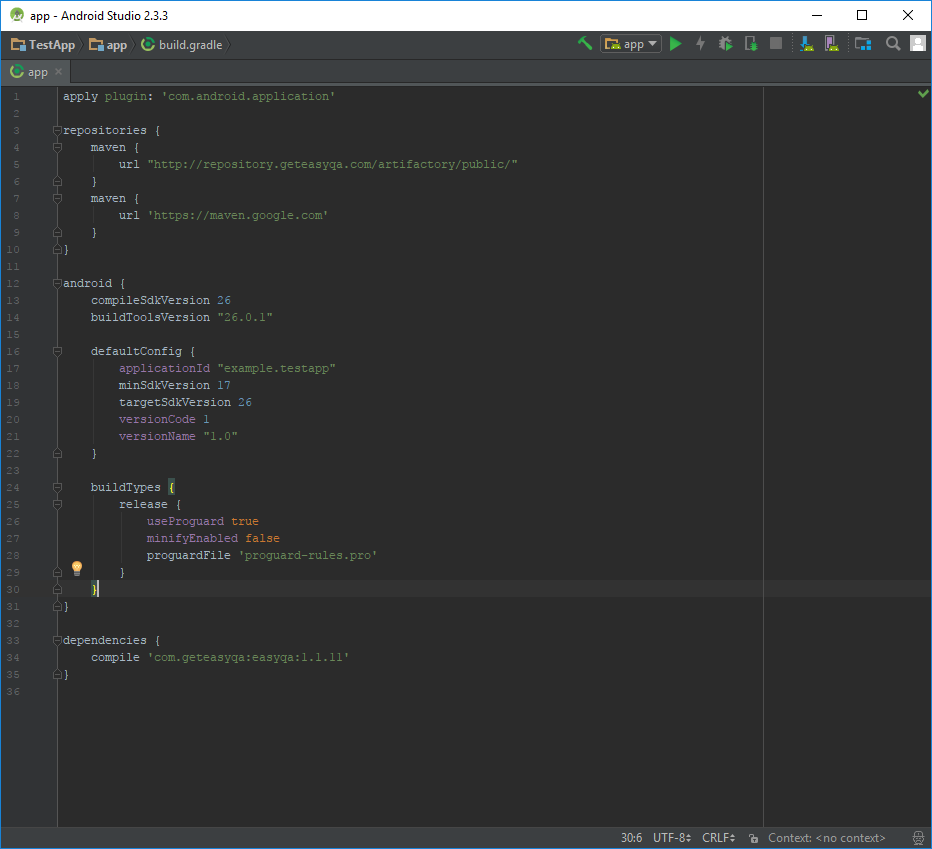 app - Android Studio 2.3.3
TestApp app build.gradle app
app
1 apply plugin: 'com.android.application'
2
3 repositories {
4     maven {
5         url "http://repository.geteasyqa.com/artifactory/public/"
6     }
7     maven {
8         url 'https://maven.google.com'
9     }
10 }
11
12 android {
13     compileSdkVersion 26
14     buildToolsVersion "26.0.1"
15
16     defaultConfig {
17         applicationId "example.testapp"
18         minSdkVersion 17
19         targetSdkVersion 26
20         versionCode 1
21         versionName "1.0"
22     }
23
24     buildTypes {
25         release {
26             useProguard true
27             minifyEnabled false
28             proguardFile 'proguard-rules.pro'
29         }
30     }
31 }
32
33 dependencies {
34     compile 'com.geteasyqa:easyqa:1.1.11'
35 }
36
30:6 UTF-8 CRLF Context: <no context>